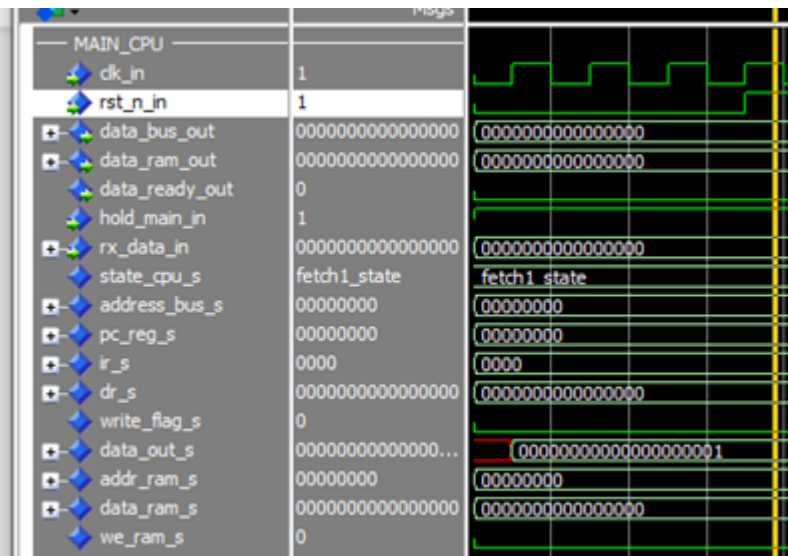 Msgs
MAIN_CPU
clk_in 1
rst_n_in 1
data_bus_out 0000000000000000 0000000000000000
data_ram_out 0000000000000000 0000000000000000
data_ready_out 0
hold_main_in 1
rx_data_in 0000000000000000 0000000000000000
state_cpu_s fetch1_state fetch1_state
address_bus_s 00000000 00000000
pc_reg_s 00000000 00000000
ir_s 0000 0000
dr_s 0000000000000000 0000000000000000
write_flag_s 0
data_out_s 00000000000000... 00000000000000000001
addr_ram_s 00000000 00000000
data_ram_s 0000000000000000 0000000000000000
we_ram_s 0